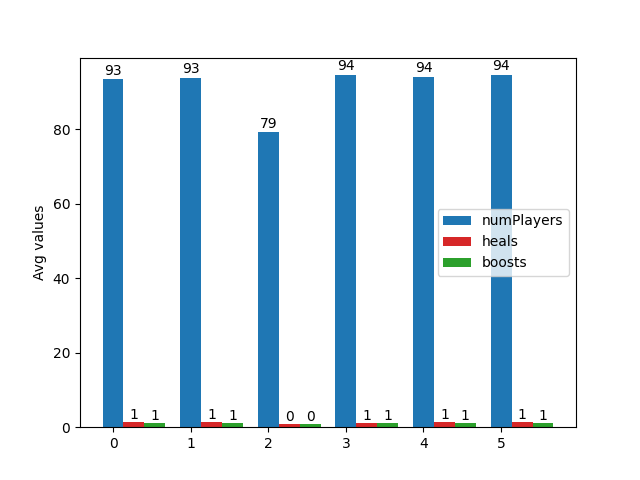 93 93 79 94 94 94
80
60
40
20
0
Avg values
numPlayers
heals
boosts
1 1 1 1 0 0 1 1 1 1 1 1
0 1 2 3 4 5